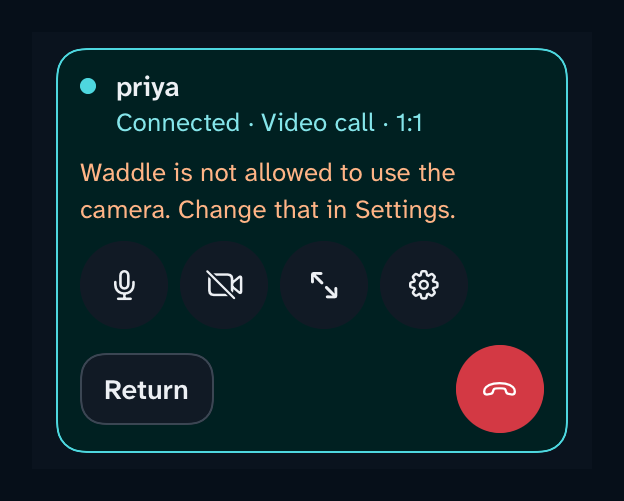 priya
Connected · Video call · 1:1
Waddle is not allowed to use the
camera. Change that in Settings.
Return